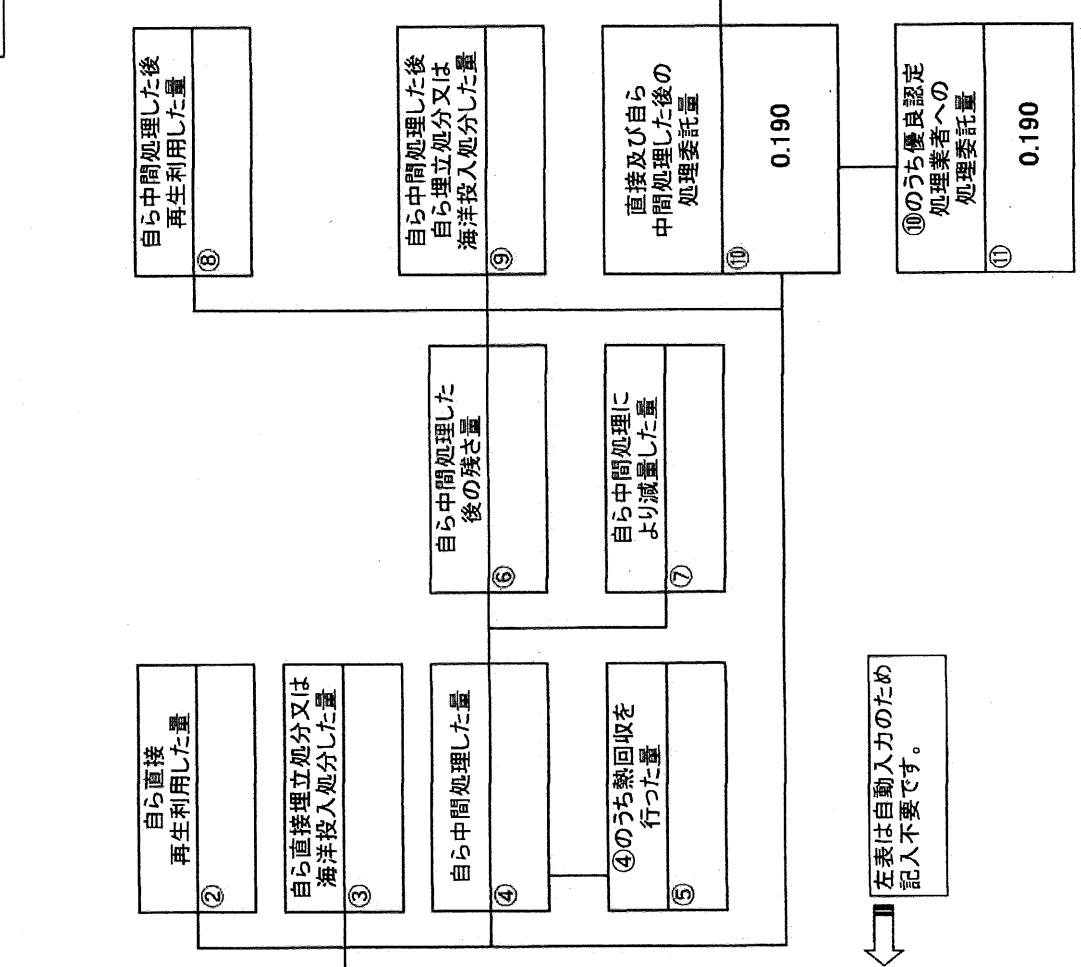 自ら直接
再生利用した量
②
自ら直接埋立処分又は
海洋投入処分した量
③
自ら中間処理した量
④
④のうち熱回収を
行った量
⑤
自ら中間処理した
後の残さ量
⑥
自ら中間処理に
より減量した量
⑦
自ら中間処理した後
再生利用した量
⑧
自ら中間処理した後
自ら埋立処分又は
海洋投入処分した量
⑨
直接及び自ら
中間処理した後の
処理委託量
⑩
0.190
⑩のうち優良認定
処理業者への
処理委託量
⑪
0.190
左表は自動入力のため
記入不要です。